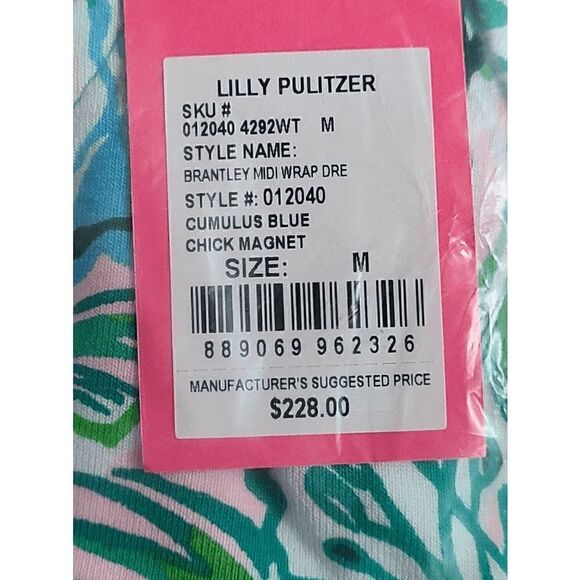 LILLY PULITZER
SKU #
012040 4292WT M
STYLE NAME:
BRANTLEY MIDI WRAP DRE
STYLE #: 012040
CUMULUS BLUE
CHICK MAGNET
SIZE: M
889069 962326
MANUFACTURER'S SUGGESTED PRICE
$228.00